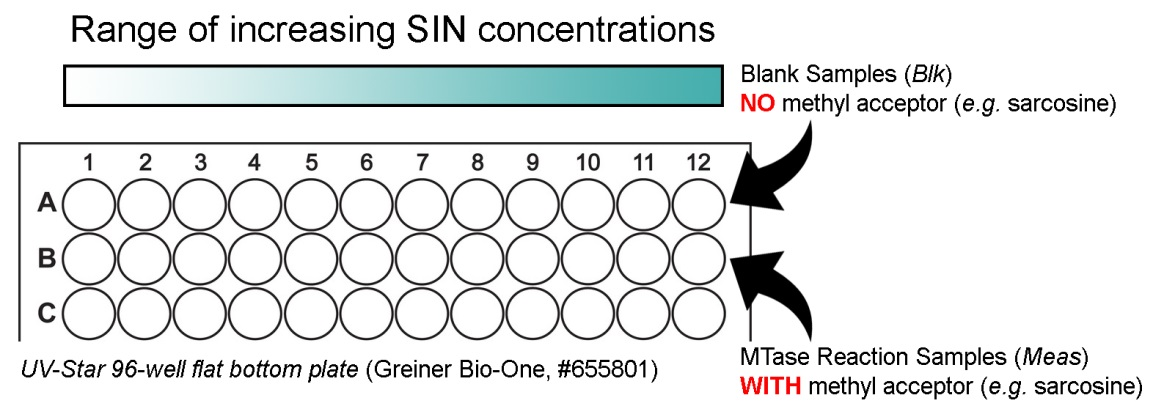 Range of increasing SIN concentrations
Blank Samples (Blk)
NO methyl acceptor (e.g. sarcosine)
1 2 3 4 5 6 7 8 9 10 11 12
A
B
C
UV-Star 96-well flat bottom plate (Greiner Bio-One, #655801)
MTase Reaction Samples (Meas)
WITH methyl acceptor (e.g. sarcosine)